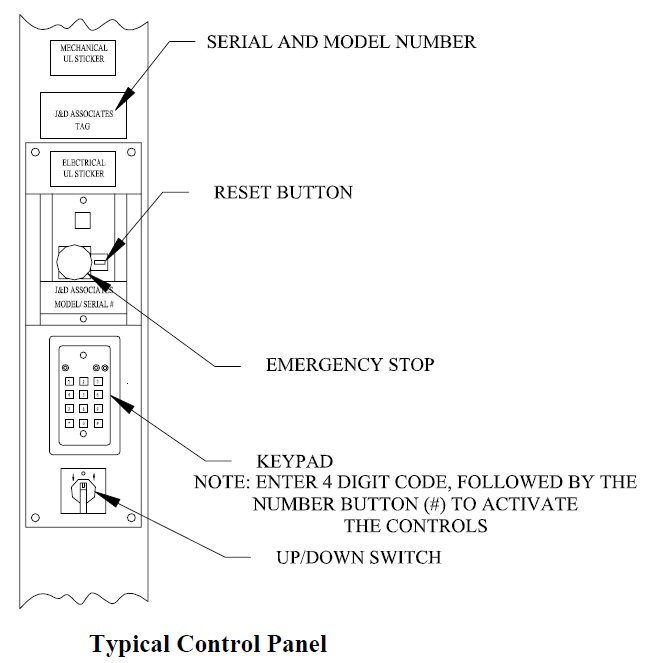 MECHANICAL
UL STICKER
SERIAL AND MODEL NUMBER
J&D ASSOCIATES
TAG
ELECTRICAL
UL STICKER
RESET BUTTON
J&D ASSOCIATES
MODEL/ SERIAL #
EMERGENCY STOP
KEYPAD
NOTE: ENTER 4 DIGIT CODE, FOLLOWED BY THE
NUMBER BUTTON (#) TO ACTIVATE
THE CONTROLS
UP/DOWN SWITCH
Typical Control Panel